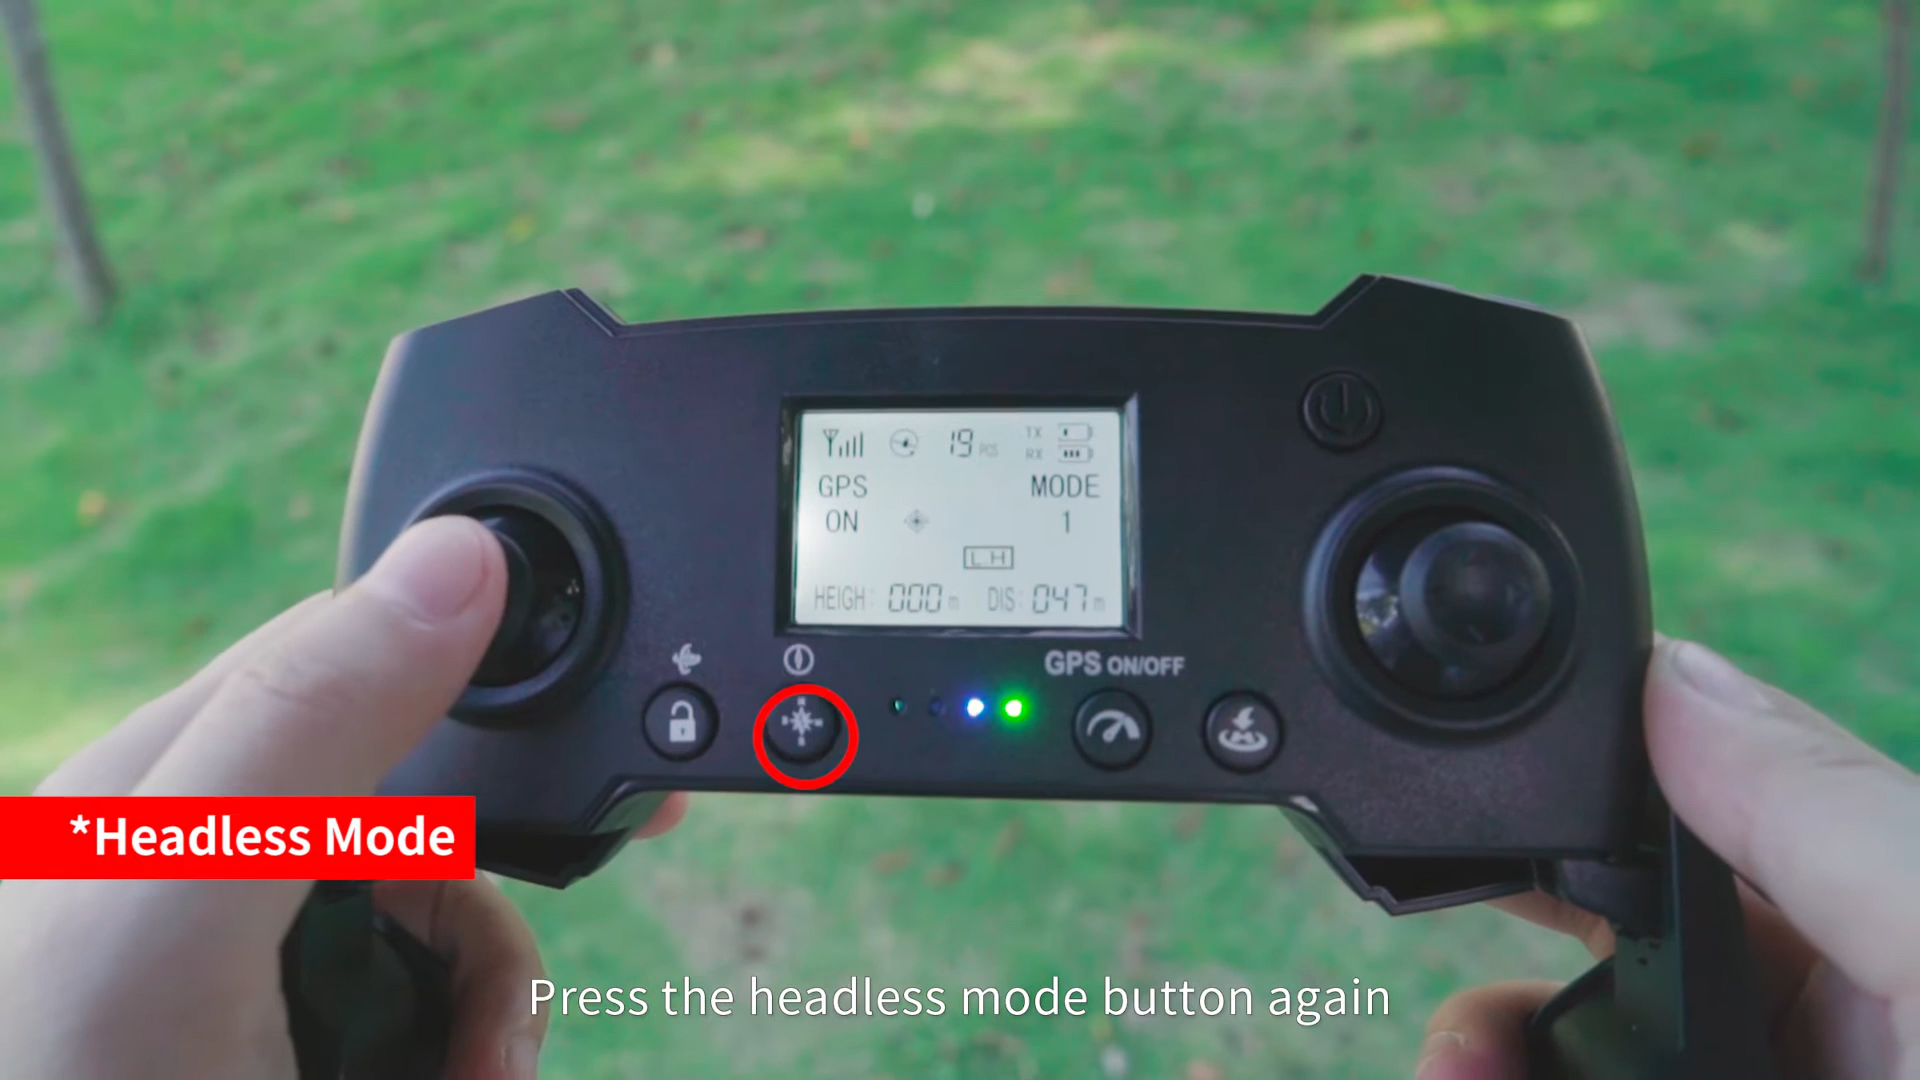 19 PCS TX
RX
GPS MODE
ON 1
L H
HEIGH: 000 m DIS: 047 m
GPS ON/OFF
*Headless Mode
Press the headless mode button again